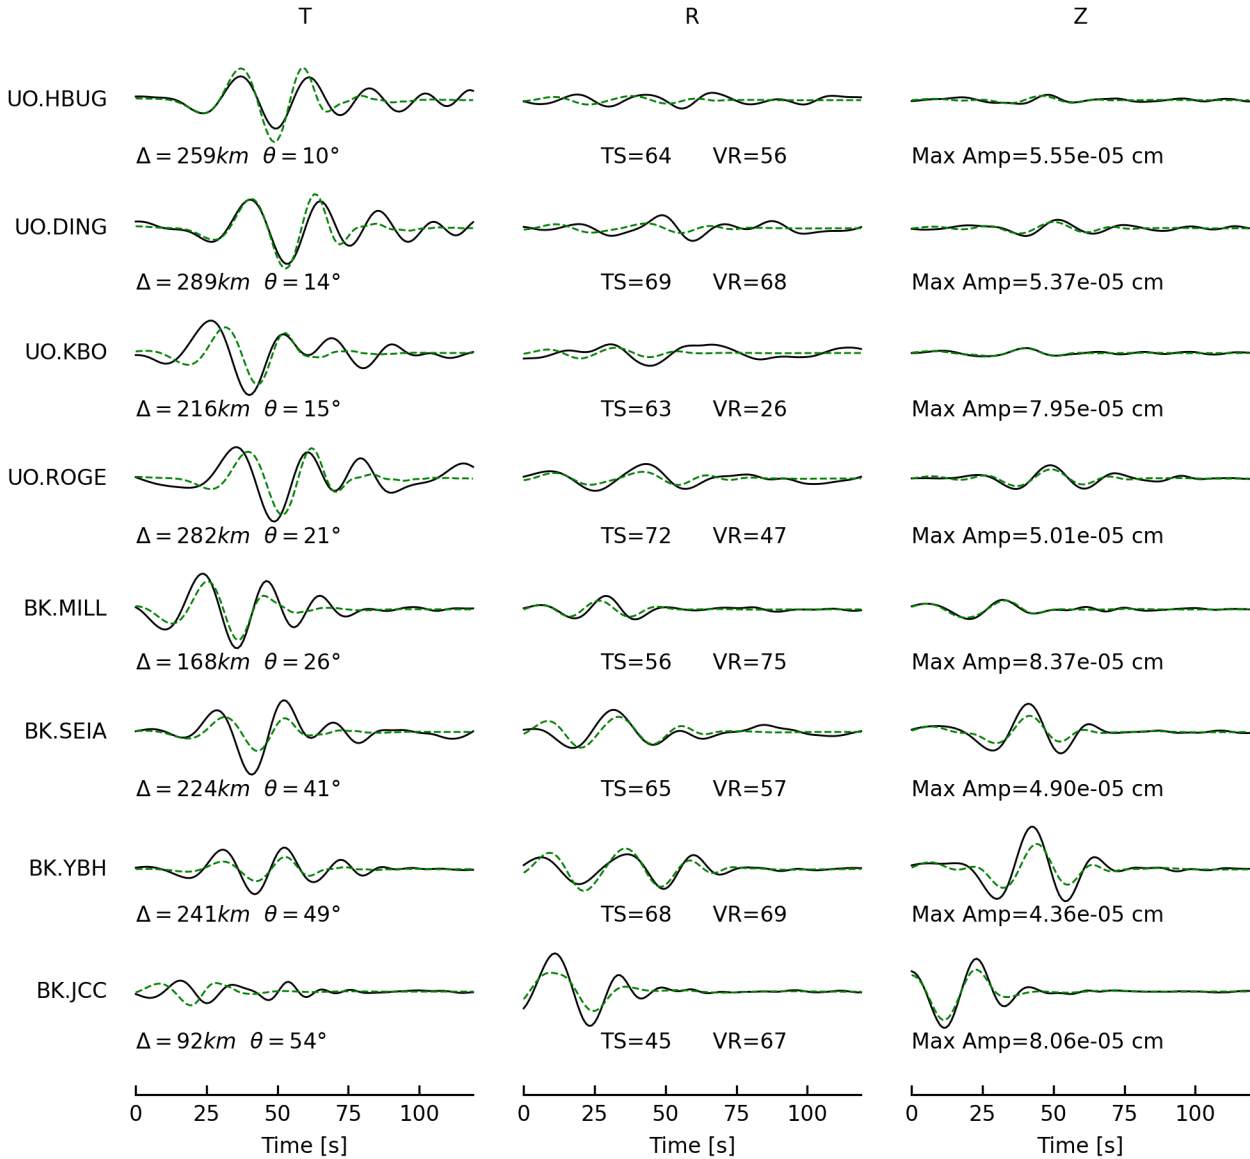 T R Z
UO.HBUG
Δ = 259km θ = 10° TS=64 VR=56 Max Amp=5.55e-05 cm
UO.DING
Δ = 289km θ = 14° TS=69 VR=68 Max Amp=5.37e-05 cm
UO.KBO
Δ = 216km θ = 15° TS=63 VR=26 Max Amp=7.95e-05 cm
UO.ROGE
Δ = 282km θ = 21° TS=72 VR=47 Max Amp=5.01e-05 cm
BK.MILL
Δ = 168km θ = 26° TS=56 VR=75 Max Amp=8.37e-05 cm
BK.SEIA
Δ = 224km θ = 41° TS=65 VR=57 Max Amp=4.90e-05 cm
BK.YBH
Δ = 241km θ = 49° TS=68 VR=69 Max Amp=4.36e-05 cm
BK.JCC
Δ = 92km θ = 54° TS=45 VR=67 Max Amp=8.06e-05 cm
0 25 50 75 100 0 25 50 75 100 0 25 50 75 100
Time [s] Time [s] Time [s]